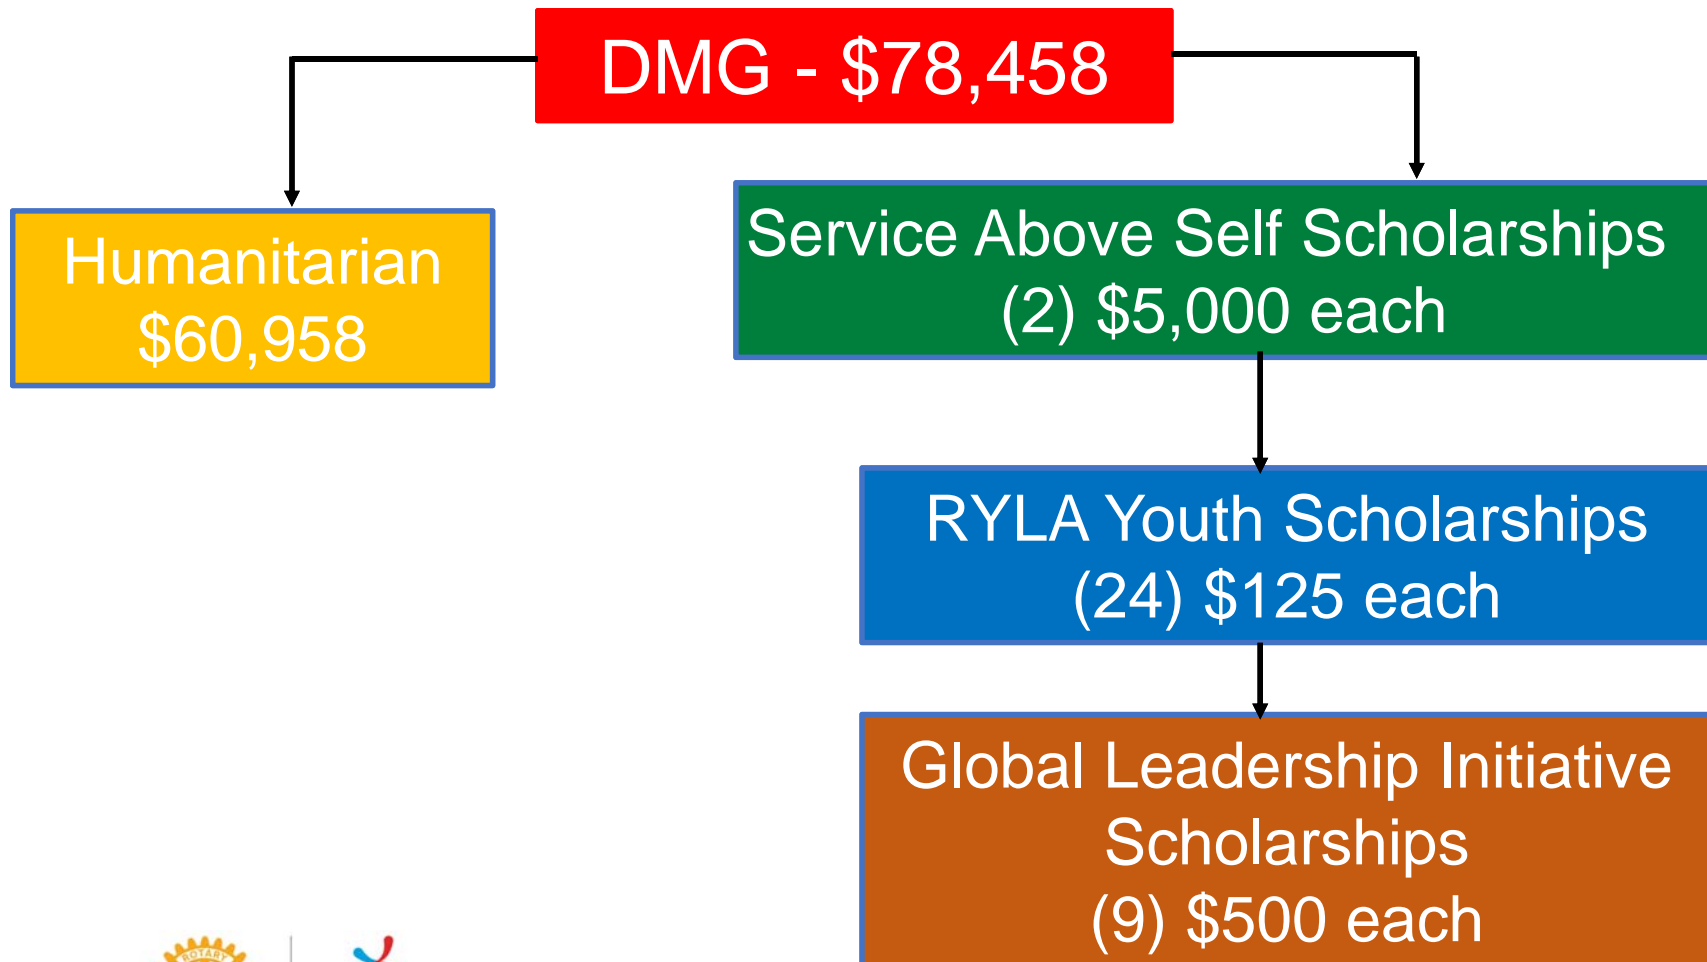 DMG - $78,458
Humanitarian
$60,958
Service Above Self Scholarships
(2) $5,000 each
RYLA Youth Scholarships
(24) $125 each
Global Leadership Initiative
Scholarships
(9) $500 each
ROTARY